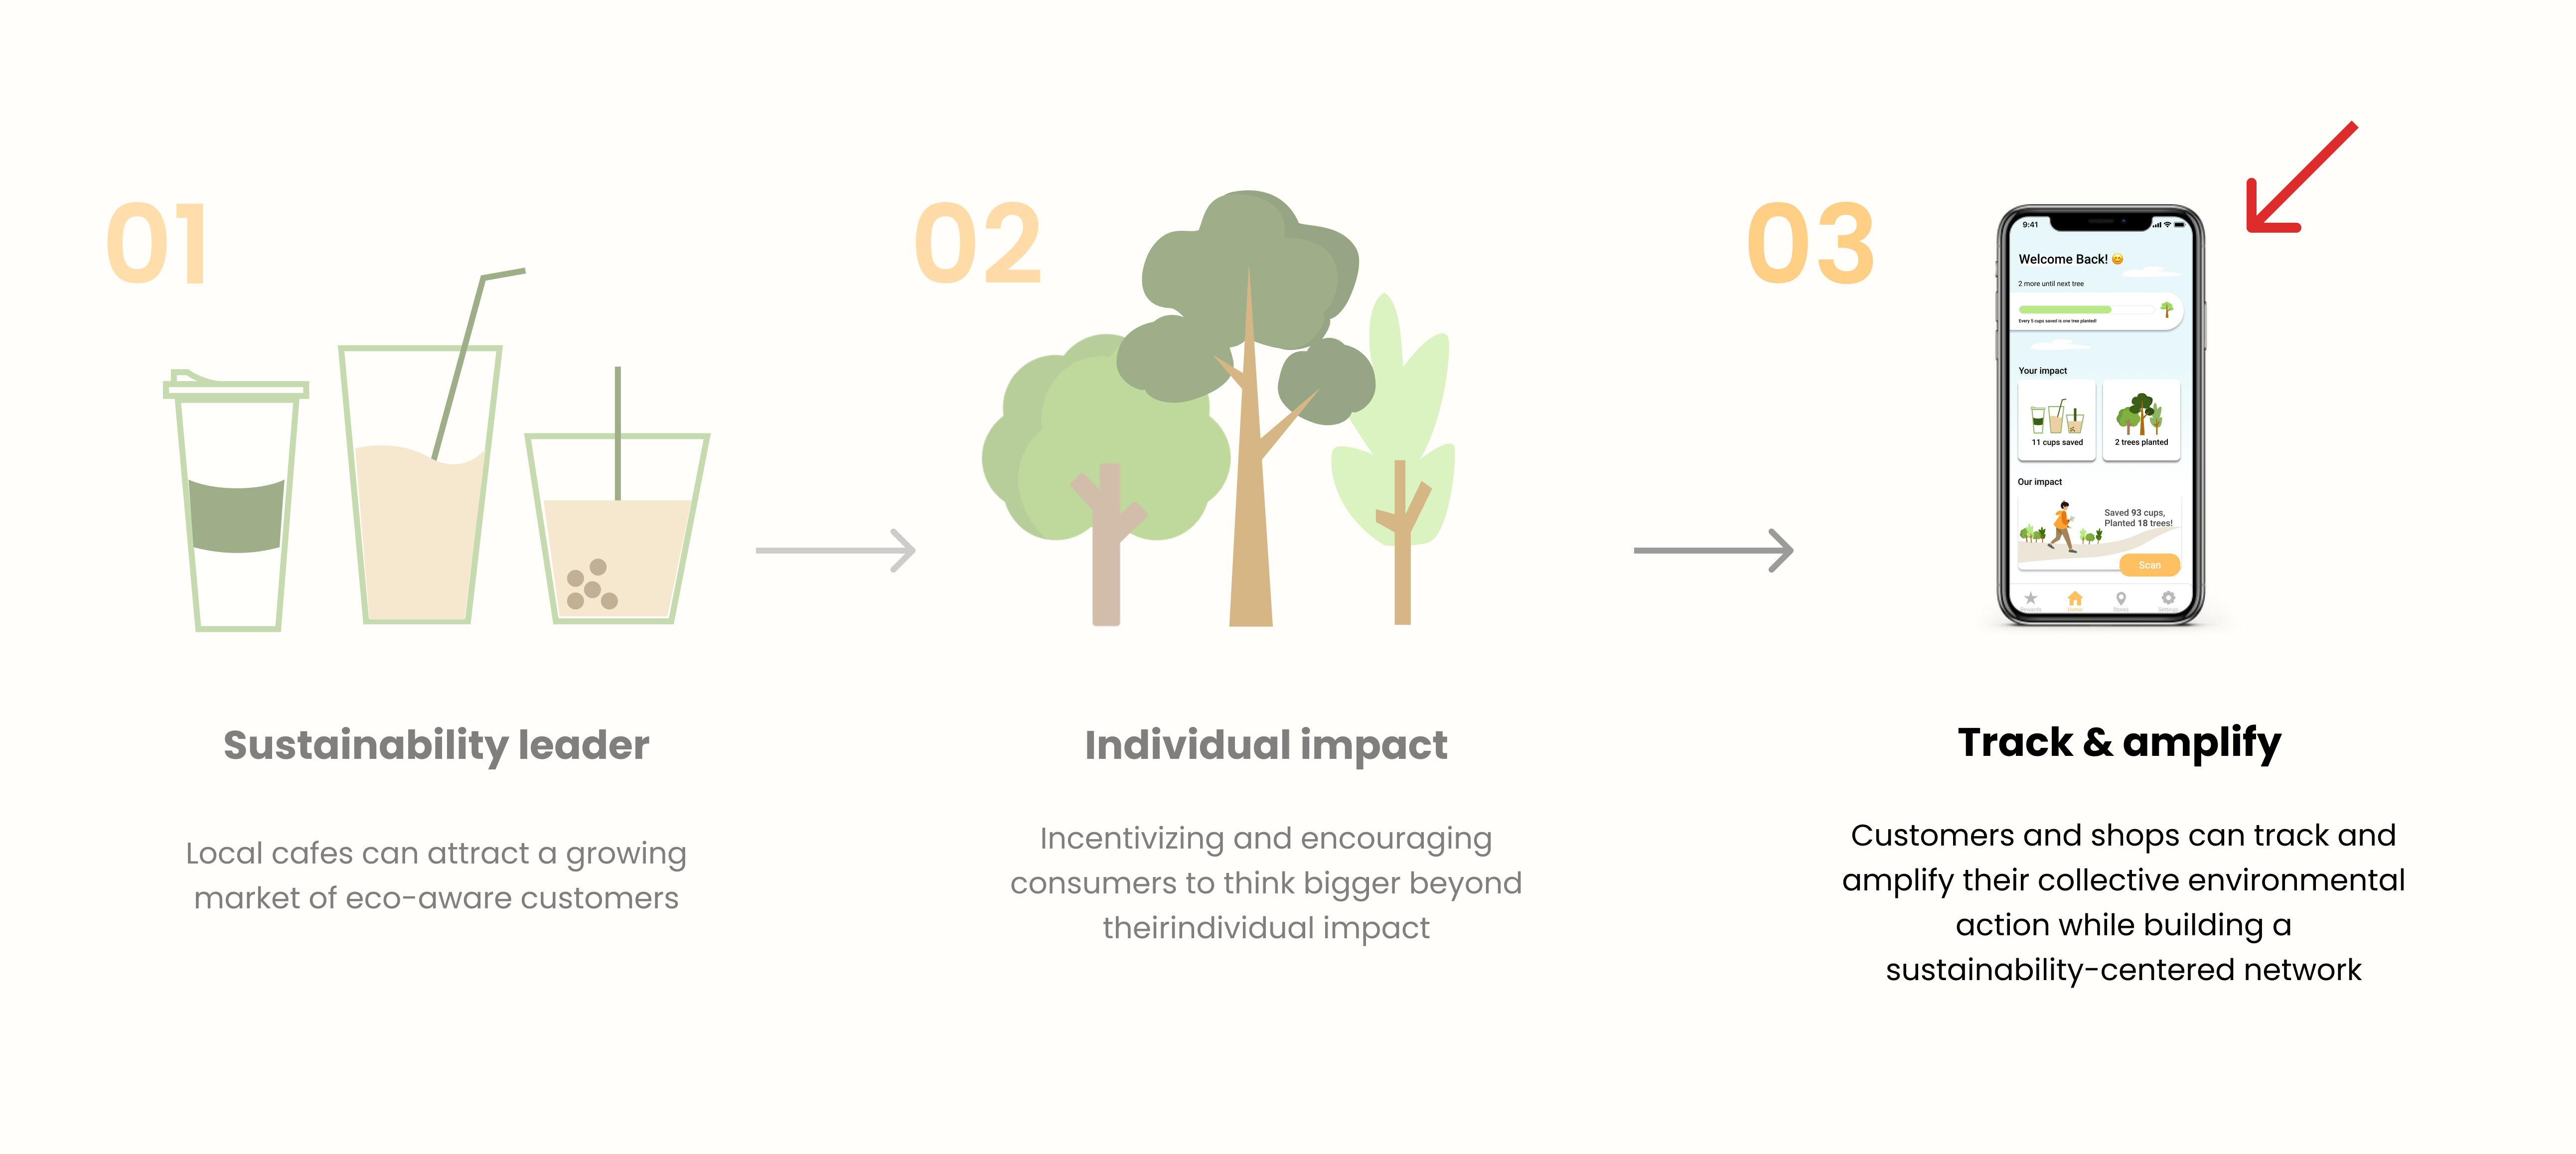 01
Sustainability leader
Local cafes can attract a growing
market of eco-aware customers
02
Individual impact
Incentivizing and encouraging
consumers to think bigger beyond
theirindividual impact
03
9:41
Welcome Back! 😊
2 more until next tree
Every 5 cups saved is one tree planted!
Your impact
11 cups saved
2 trees planted
Our impact
Saved 93 cups,
Planted 18 trees!
Scan
Rewards
Home
Settings
Track & amplify
Customers and shops can track and
amplify their collective environmental
action while building a
sustainability-centered network